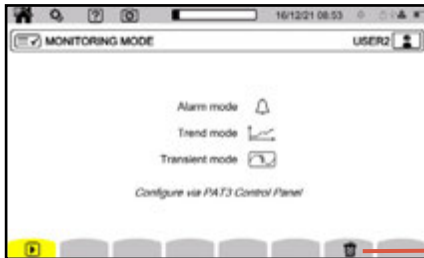 16/12/21 08:53
MONITORING MODE
USER2
Alarm mode
Trend mode
Transient mode
Configure via PAT3 Control Panel